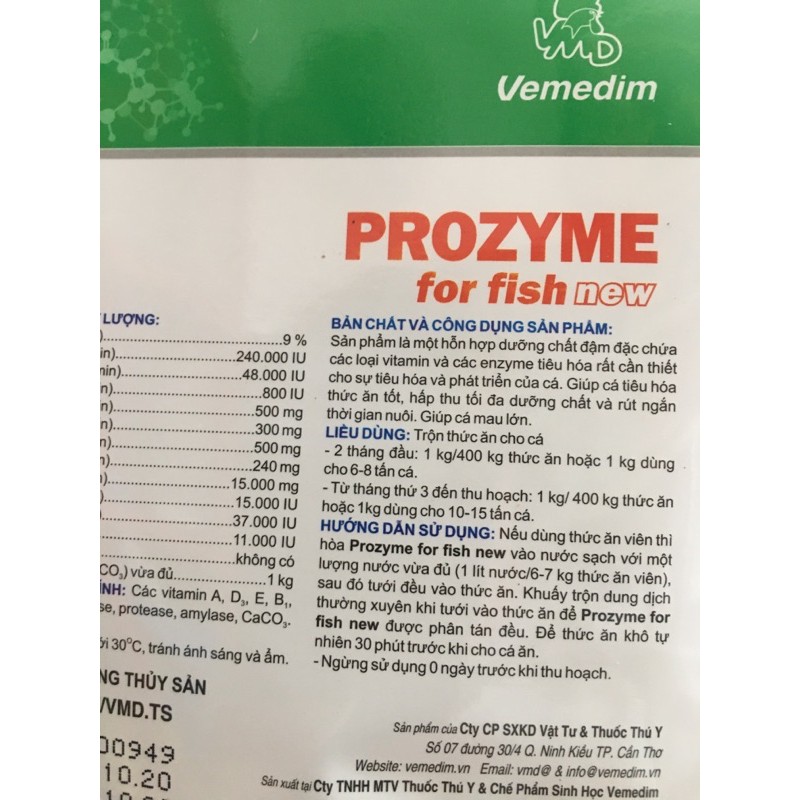 VMD
Vemedim
PROZYME
for fish new
LƯỢNG:
)...............................................9 %
in)...............................240.000 IU
min)...............................48.000 IU
n)........................................800 IU
n)........................................500 mg
n)........................................300 mg
n)........................................500 mg
)........................................240 mg
)...................................15.000 mg
)....................................15.000 IU
....................................37.000 IU
....................................11.000 IU
....................................không có
CO₃) vừa đủ.........................1 kg
ÍNH: Các vitamin A, D₃, E, B₁,
se, protease, amylase, CaCO₃.
ới 30°C, tránh ánh sáng và ẩm.
NG THỦY SẢN
/VMD.TS
00949
10.20
BẢN CHẤT VÀ CÔNG DỤNG SẢN PHẨM:
Sản phẩm là một hỗn hợp dưỡng chất đậm đặc chứa
các loại vitamin và các enzyme tiêu hóa rất cần thiết
cho sự tiêu hóa và phát triển của cá. Giúp cá tiêu hóa
thức ăn tốt, hấp thu tối đa dưỡng chất và rút ngắn
thời gian nuôi. Giúp cá mau lớn.
LIỀU DÙNG: Trộn thức ăn cho cá
- 2 tháng đầu: 1 kg/400 kg thức ăn hoặc 1 kg dùng
cho 6-8 tấn cá.
- Từ tháng thứ 3 đến thu hoạch: 1 kg/ 400 kg thức ăn
hoặc 1kg dùng cho 10-15 tấn cá.
HƯỚNG DẪN SỬ DỤNG: Nếu dùng thức ăn viên thì
hòa Prozyme for fish new vào nước sạch với một
lượng nước vừa đủ (1 lít nước/6-7 kg thức ăn viên),
sau đó tưới đều vào thức ăn. Khuấy trộn dung dịch
thường xuyên khi tưới vào thức ăn để Prozyme for
fish new được phân tán đều. Để thức ăn khô tự
nhiên 30 phút trước khi cho cá ăn.
- Ngừng sử dụng 0 ngày trước khi thu hoạch.
Sản phẩm của Cty CP SXKD Vật Tư & Thuốc Thú Y
Số 07 đường 30/4 Q. Ninh Kiều TP. Cần Thơ
Website: vemedim.vn Email: vmd@ & info@vemedim.vn
Sản xuất tại Cty TNHH MTV Thuốc Thú Y & Chế Phẩm Sinh Học Vemedim